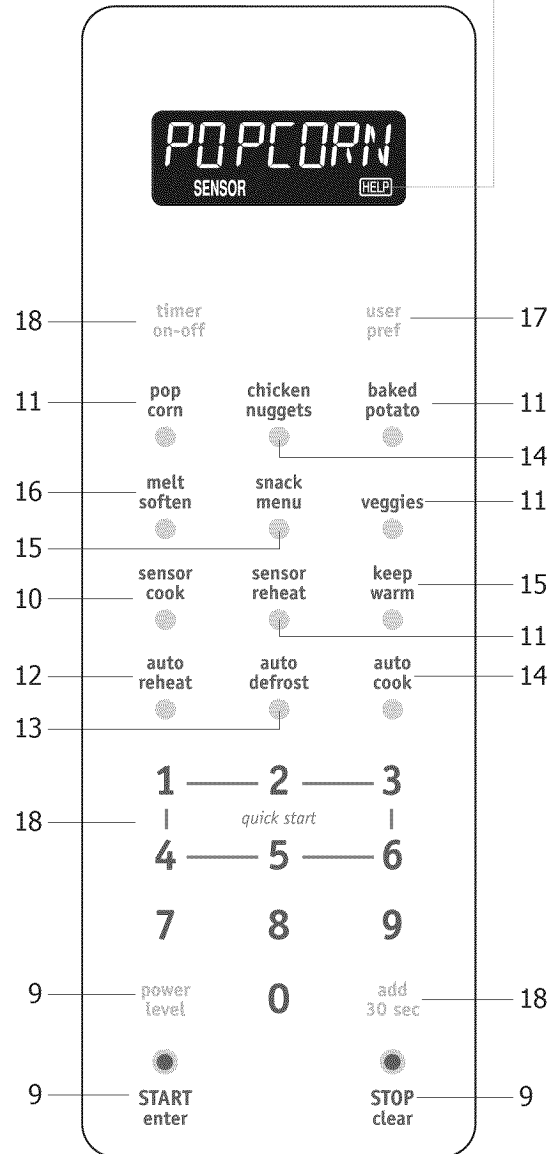 POPCORN
SENSOR HELP
18 timer on-off user pref 17
11 pop corn chicken nuggets baked potato 11
14
16 melt soften snack menu veggies 11
15
10 sensor cook sensor reheat keep warm 15
11
12 auto reheat auto defrost auto cook 14
13
1 2 3
18 quick start
4 5 6
7 8 9
9 power level 0 add 30 sec 18
9 START enter STOP clear 9